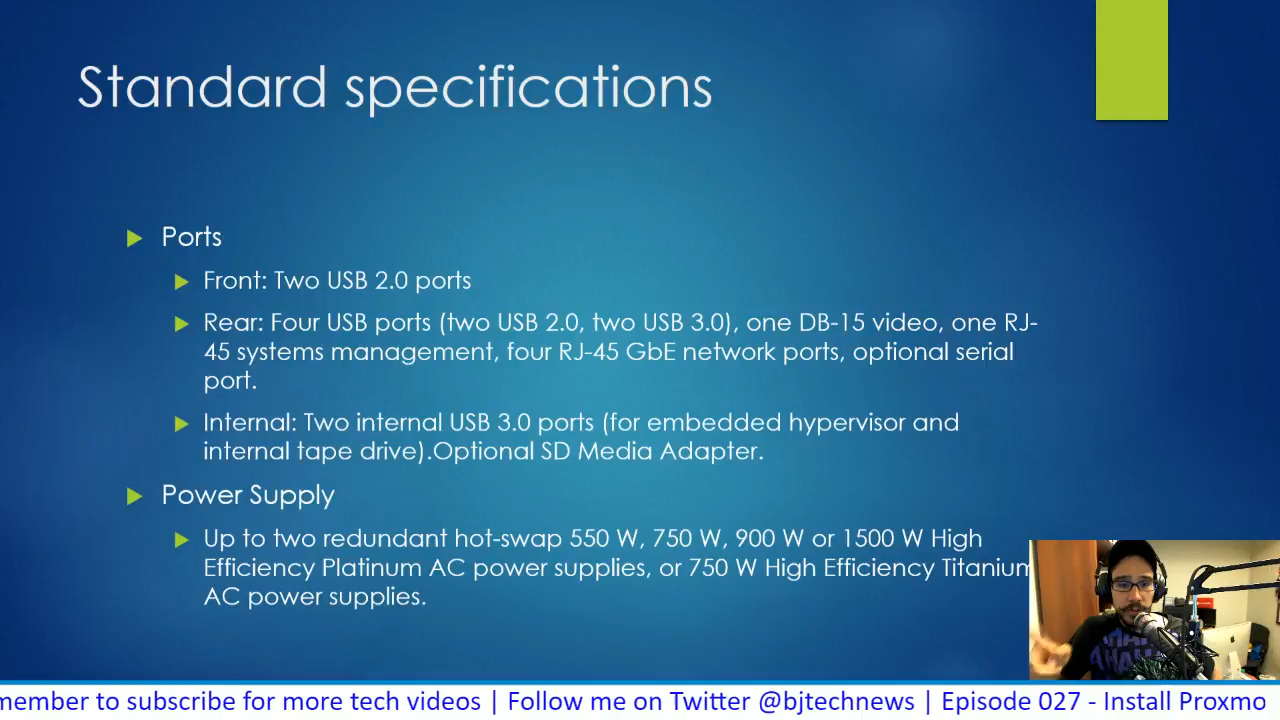 Standard specifications
Ports
Front: Two USB 2.0 ports
Rear: Four USB ports (two USB 2.0, two USB 3.0), one DB-15 video, one RJ-
45 systems management, four RJ-45 GbE network ports, optional serial
port.
Internal: Two internal USB 3.0 ports (for embedded hypervisor and
internal tape drive).Optional SD Media Adapter.
Power Supply
Up to two redundant hot-swap 550 W, 750 W, 900 W or 1500 W High
Efficiency Platinum AC power supplies, or 750 W High Efficiency Titanium
AC power supplies.
member to subscribe for more tech videos | Follow me on Twitter @bjtechnews | Episode 027 - Install Proxmo